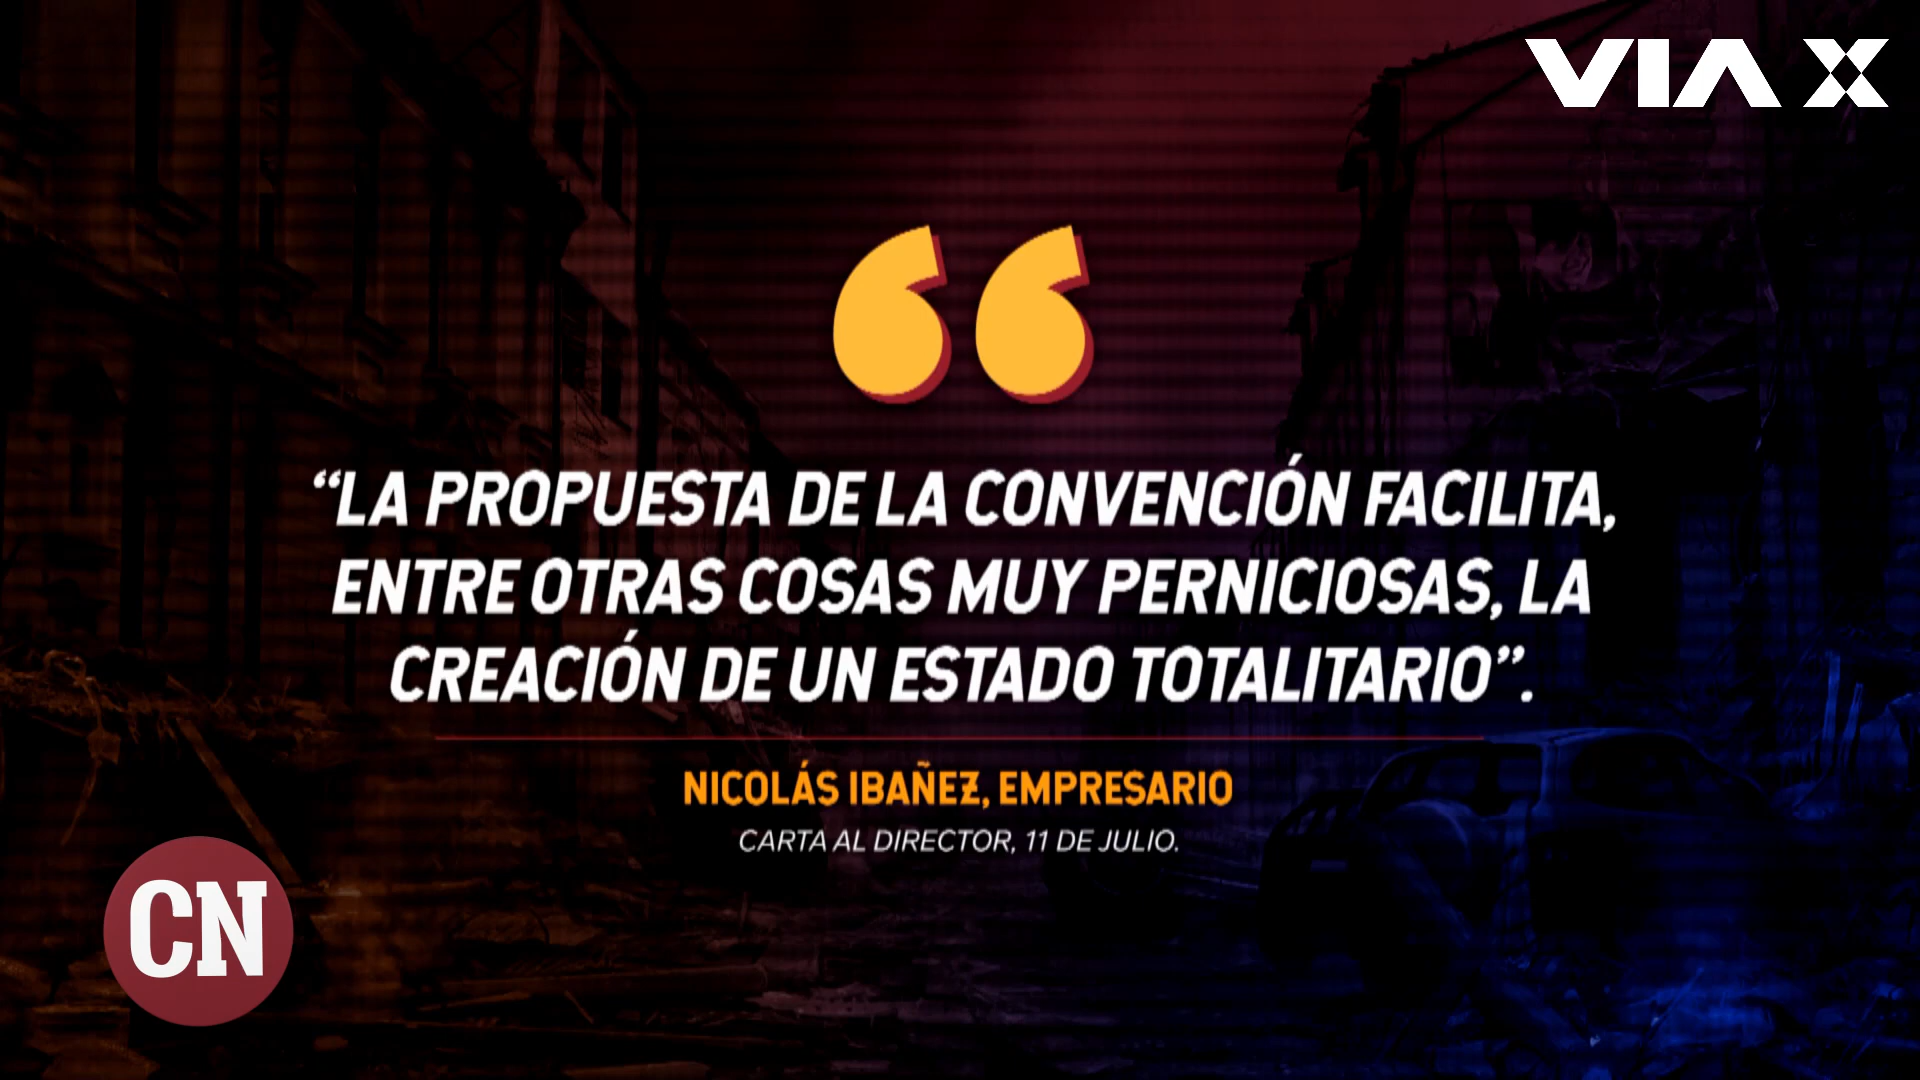 VIA X
“LA PROPUESTA DE LA CONVENCIÓN FACILITA,
ENTRE OTRAS COSAS MUY PERNICIOSAS, LA
CREACIÓN DE UN ESTADO TOTALITARIO”.
NICOLÁS IBAÑEZ, EMPRESARIO
CARTA AL DIRECTOR, 11 DE JULIO.
CN